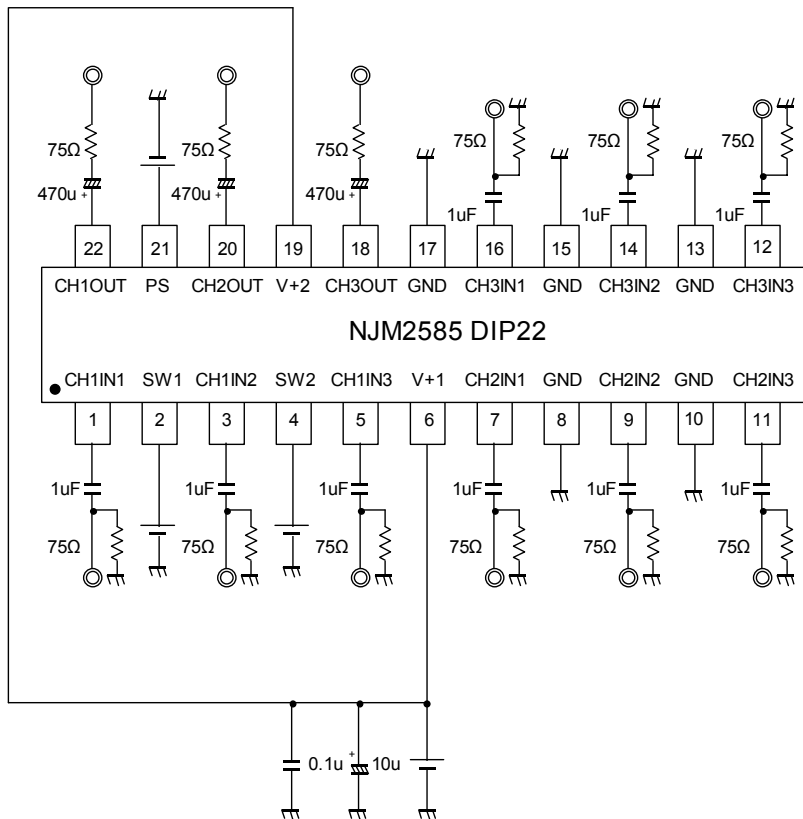 75Ω 75Ω 75Ω 75Ω 75Ω 75Ω
470u + 470u + 470u + 1uF 1uF 1uF
22 21 20 19 18 17 16 15 14 13 12
CH1OUT PS CH2OUT V+2 CH3OUT GND CH3IN1 GND CH3IN2 GND CH3IN3
NJM2585 DIP22
CH1IN1 SW1 CH1IN2 SW2 CH1IN3 V+1 CH2IN1 GND CH2IN2 GND CH2IN3
1 2 3 4 5 6 7 8 9 10 11
1uF 1uF 1uF 1uF 1uF 1uF
75Ω 75Ω 75Ω 75Ω 75Ω 75Ω
0.1u + 10u